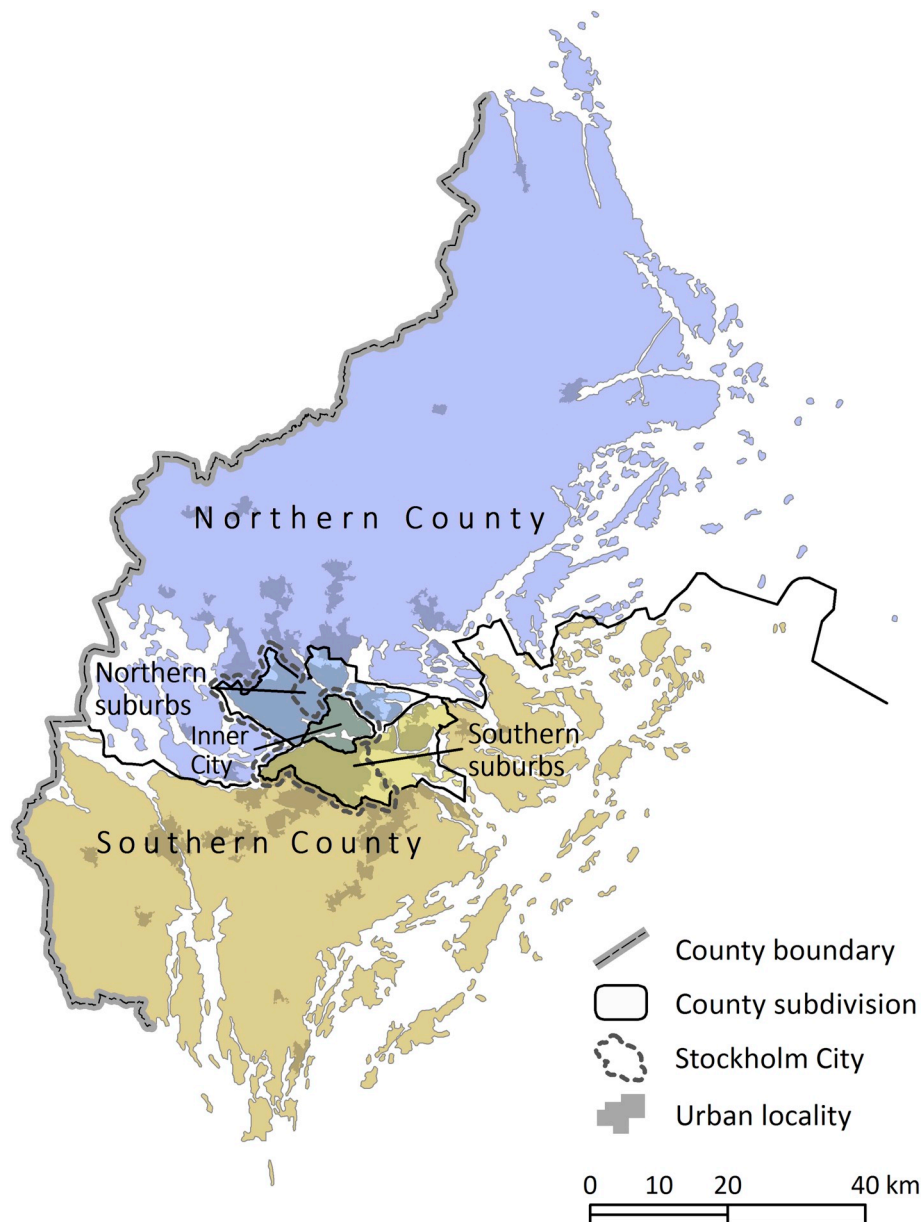 Northern County
Northern
suburbs
Inner
City
Southern
suburbs
Southern County
County boundary
County subdivision
Stockholm City
Urban locality
0 10 20 40 km